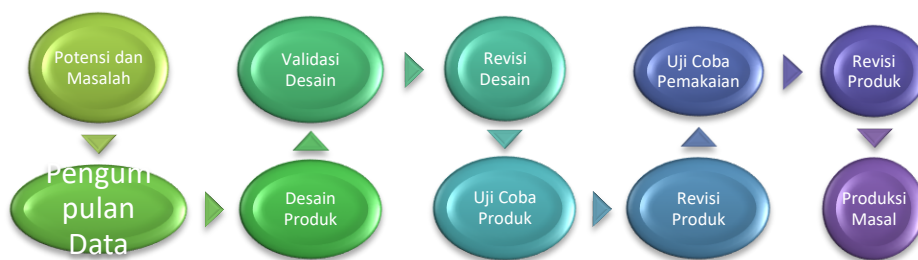 Potensi dan
Masalah
Pengum
pulan
Data
Desain
Produk
Validasi
Desain
Revisi
Desain
Uji Coba
Produk
Revisi
Produk
Uji Coba
Pemakaian
Revisi
Produk
Produksi
Masal